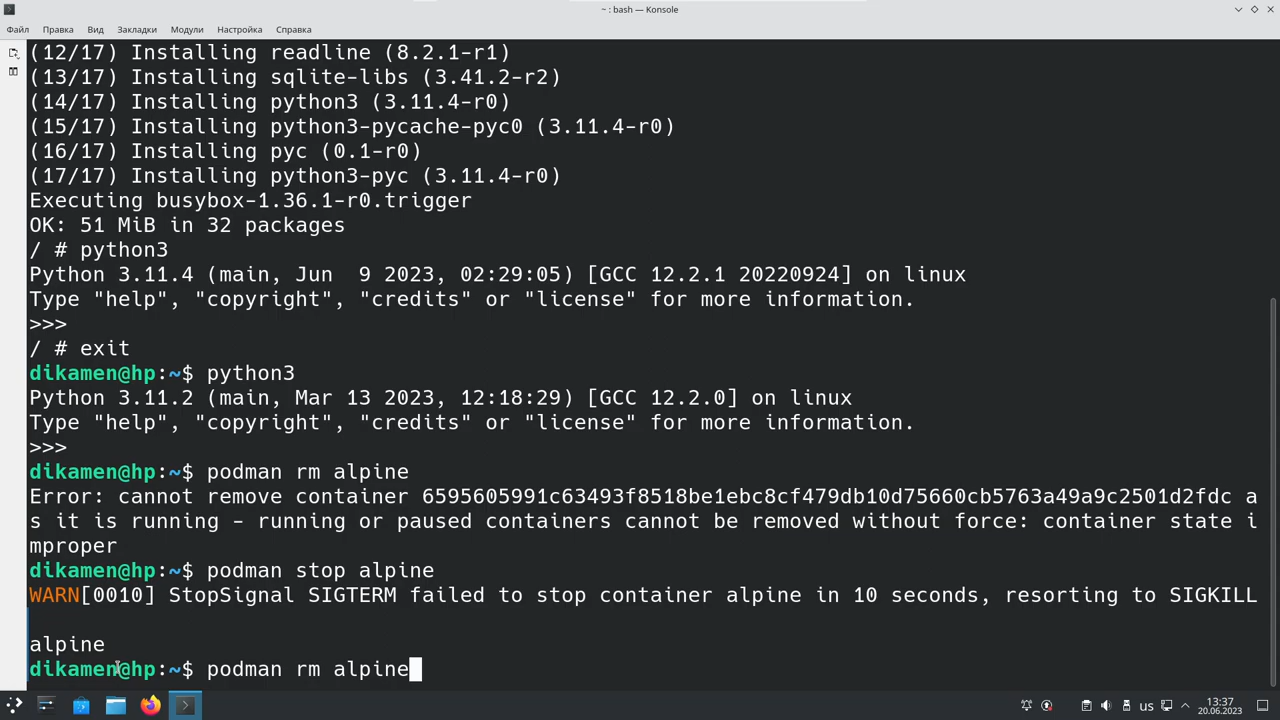 ~ : bash — Konsole
Файл Правка Вид Закладки Модули Настройка Справка
(12/17) Installing readline (8.2.1-r1)
(13/17) Installing sqlite-libs (3.41.2-r2)
(14/17) Installing python3 (3.11.4-r0)
(15/17) Installing python3-pycache-pyc0 (3.11.4-r0)
(16/17) Installing pyc (0.1-r0)
(17/17) Installing python3-pyc (3.11.4-r0)
Executing busybox-1.36.1-r0.trigger
OK: 51 MiB in 32 packages
/ # python3
Python 3.11.4 (main, Jun  9 2023, 02:29:05) [GCC 12.2.1 20220924] on linux
Type "help", "copyright", "credits" or "license" for more information.
>>>
/ # exit
dikamen@hp:~$ python3
Python 3.11.2 (main, Mar 13 2023, 12:18:29) [GCC 12.2.0] on linux
Type "help", "copyright", "credits" or "license" for more information.
>>>
dikamen@hp:~$ podman rm alpine
Error: cannot remove container 6595605991c63493f8518be1ebc8cf479db10d75660cb5763a49a9c2501d2fdc a
s it is running - running or paused containers cannot be removed without force: container state i
mproper
dikamen@hp:~$ podman stop alpine
WARN[0010] StopSignal SIGTERM failed to stop container alpine in 10 seconds, resorting to SIGKILL
alpine
dikamen@hp:~$ podman rm alpine
us
13:37
20.06.2023